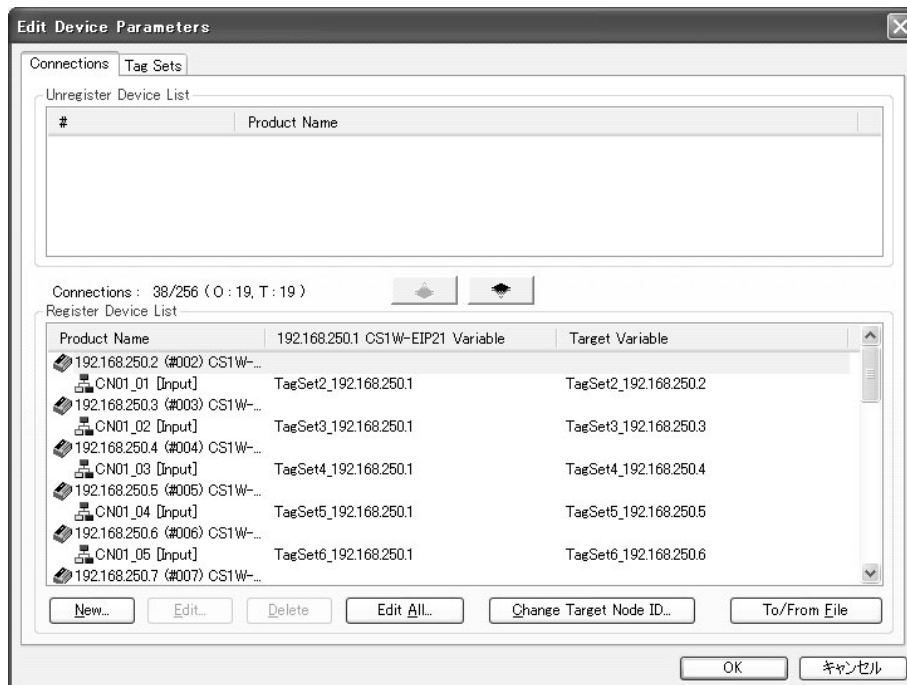 Edit Device Parameters
Connections Tag Sets
Unregister Device List
# Product Name
Connections : 38/256 ( O : 19, T : 19 )
Register Device List
Product Name 192.168.250.1 CS1W-EIP21 Variable Target Variable
192.168.250.2 (#002) CS1W-...
CN01_01 [Input] TagSet2_192.168.250.1 TagSet2_192.168.250.2
192.168.250.3 (#003) CS1W-...
CN01_02 [Input] TagSet3_192.168.250.1 TagSet3_192.168.250.3
192.168.250.4 (#004) CS1W-...
CN01_03 [Input] TagSet4_192.168.250.1 TagSet4_192.168.250.4
192.168.250.5 (#005) CS1W-...
CN01_04 [Input] TagSet5_192.168.250.1 TagSet5_192.168.250.5
192.168.250.6 (#006) CS1W-...
CN01_05 [Input] TagSet6_192.168.250.1 TagSet6_192.168.250.6
192.168.250.7 (#007) CS1W-...
New... Edit... Delete Edit All... Change Target Node ID... To/From File
OK キャンセル